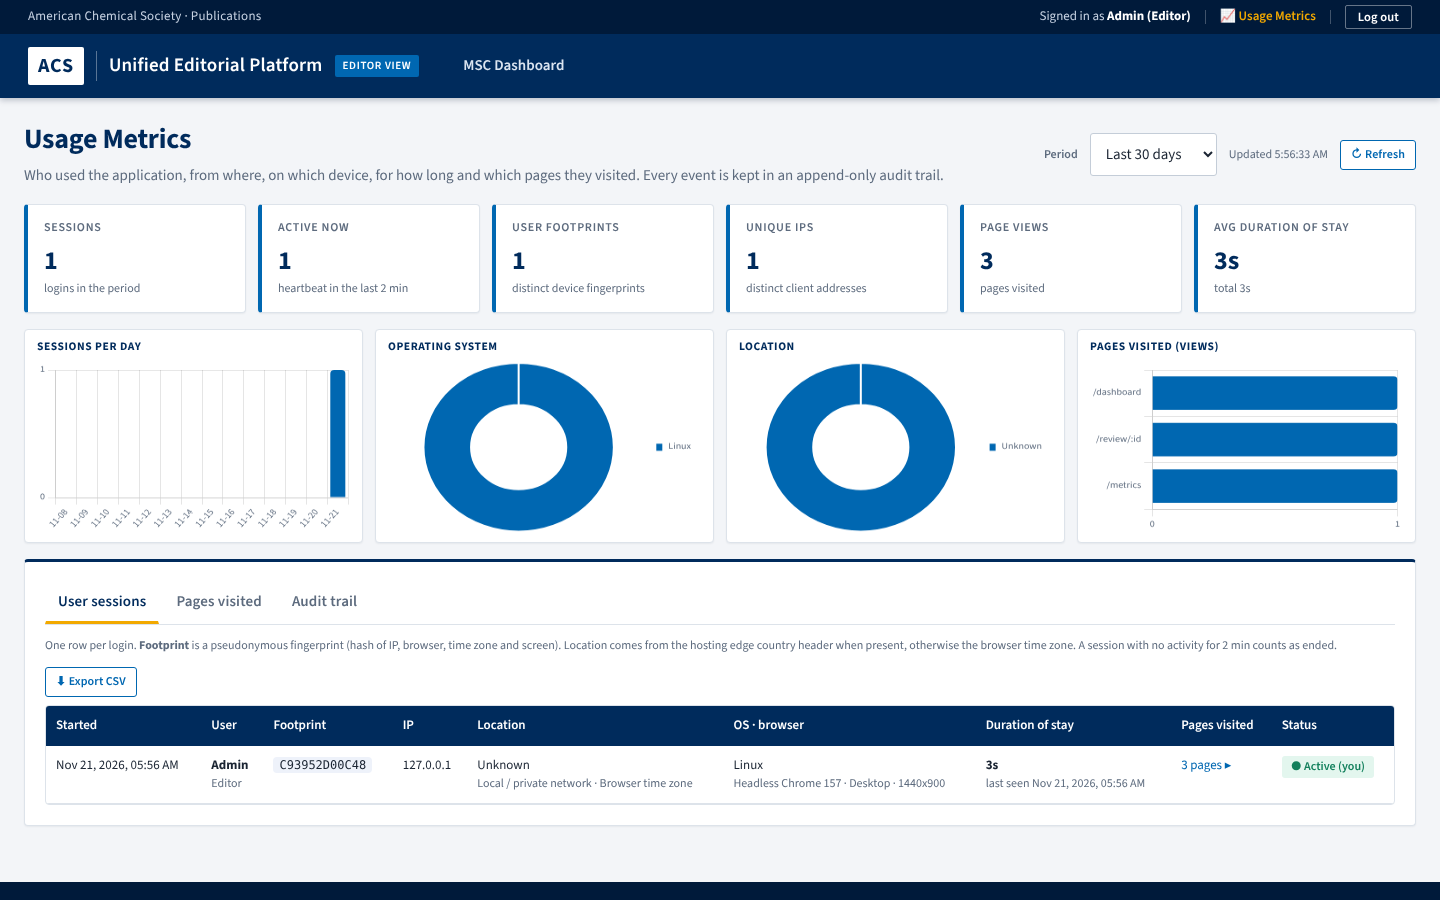 American Chemical Society · Publications
Signed in as Admin (Editor)
📈 Usage Metrics
Log out
ACS
Unified Editorial Platform
EDITOR VIEW
MSC Dashboard
Usage Metrics
Who used the application, from where, on which device, for how long and which pages they visited. Every event is kept in an append-only audit trail.
Period
Last 30 days
Updated 5:56:33 AM
↻ Refresh
SESSIONS
1
logins in the period
ACTIVE NOW
1
heartbeat in the last 2 min
USER FOOTPRINTS
1
distinct device fingerprints
UNIQUE IPS
1
distinct client addresses
PAGE VIEWS
3
pages visited
AVG DURATION OF STAY
3s
total 3s
SESSIONS PER DAY
1
0
11-08
11-09
11-10
11-11
11-12
11-13
11-14
11-15
11-16
11-17
11-18
11-19
11-20
11-21
OPERATING SYSTEM
Linux
LOCATION
Unknown
PAGES VISITED (VIEWS)
/dashboard
/review/:id
/metrics
0
1
User sessions
Pages visited
Audit trail
One row per login. Footprint is a pseudonymous fingerprint (hash of IP, browser, time zone and screen). Location comes from the hosting edge country header when present, otherwise the browser time zone. A session with no activity for 2 min counts as ended.
⬇ Export CSV
Started User Footprint IP Location OS · browser Duration of stay Pages visited Status
Nov 21, 2026, 05:56 AM Admin C93952D00C48 127.0.0.1 Unknown Linux 3s 3 pages ▸ ● Active (you)
Editor Local / private network · Browser time zone Headless Chrome 157 · Desktop · 1440x900 last seen Nov 21, 2026, 05:56 AM